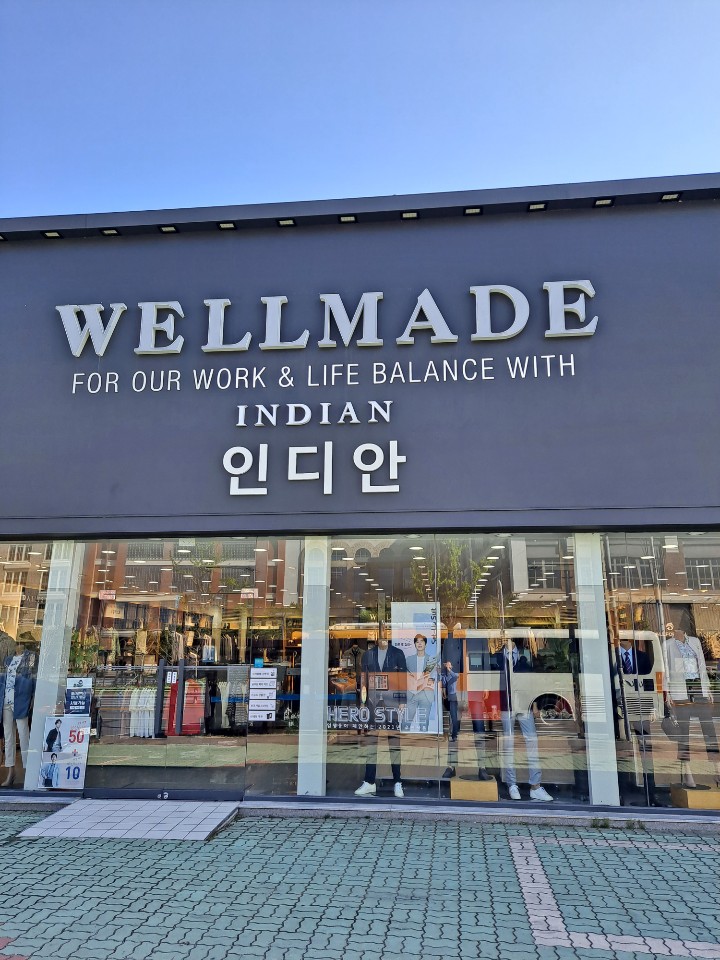 WELLMADE
FOR OUR WORK & LIFE BALANCE WITH
INDIAN
인디안
HERO STYLE
50
10